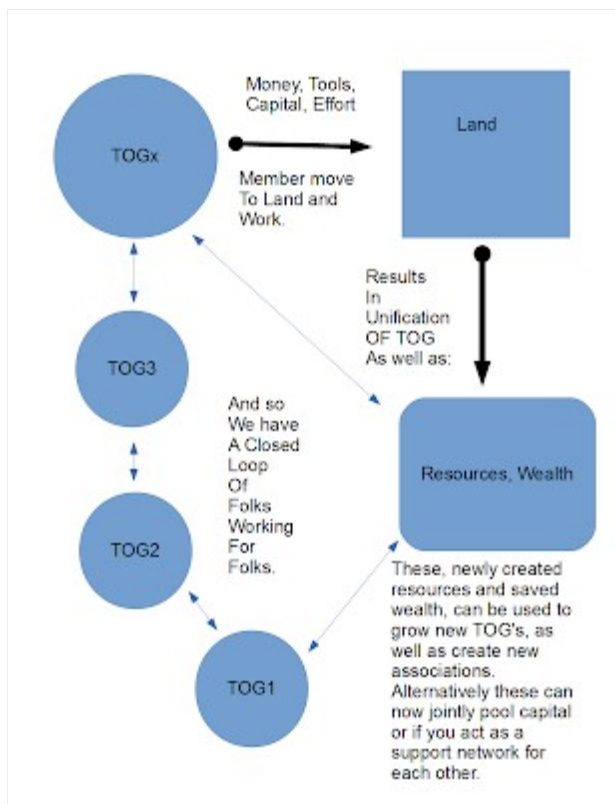 Money, Tools,
Capital, Effort
Land
TOGx
Member move
To Land and
Work.
Results
In
Unification
OF TOG
As well as:
TOG3
And so
We have
A Closed
Loop
Of
Folks
Working
For
Folks.
Resources, Wealth
TOG2
These, newly created
resources and saved
wealth, can be used to
grow new TOG's, as
well as create new
associations.
Alternatively these can
now jointly pool capital
or if you act as a
support network for
each other.
TOG1